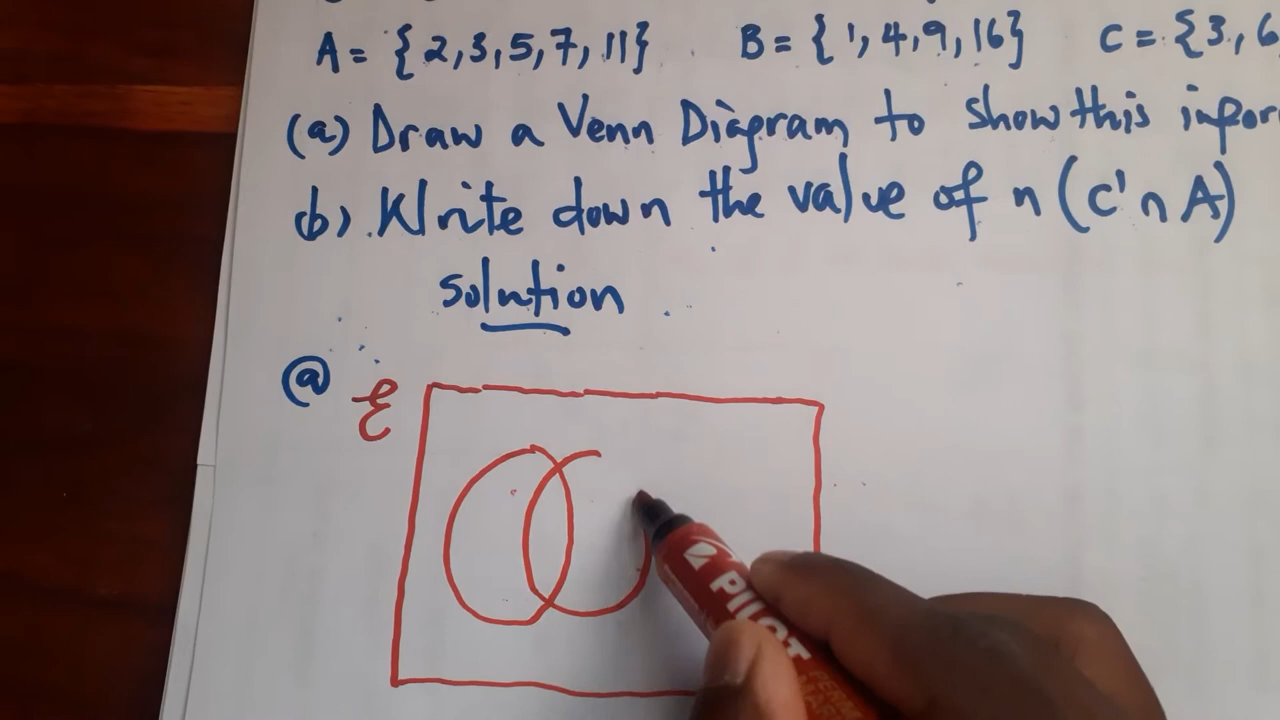 A = {2,3,5,7,11} B = {1,4,9,16} C = {3,6
(a) Draw a Venn Diagram to show this infor
(b) Write down the value of n(C'∩A)
solution
(a) ξ
PILOT